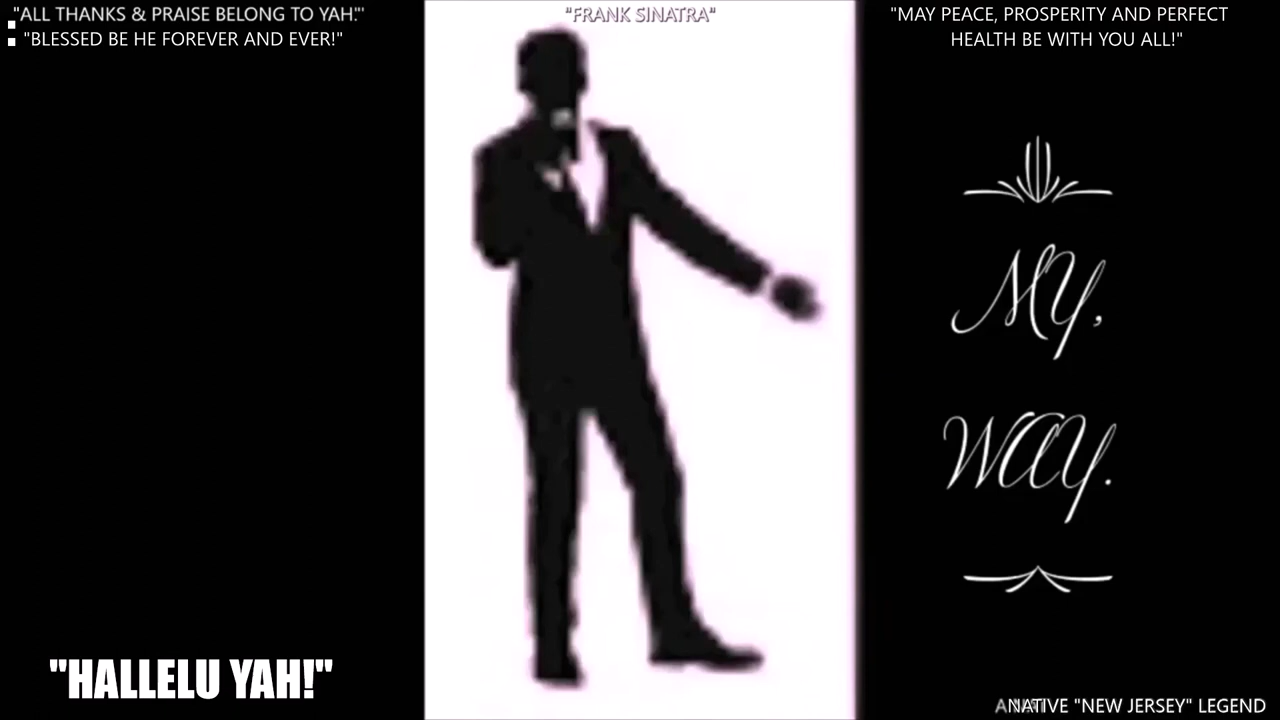 "ALL THANKS & PRAISE BELONG TO YAH."
"BLESSED BE HE FOREVER AND EVER!"
"FRANK SINATRA"
"MAY PEACE, PROSPERITY AND PERFECT
HEALTH BE WITH YOU ALL!"
MY,
WAY.
"HALLELU YAH!"
NATIVE "NEW JERSEY" LEGEND